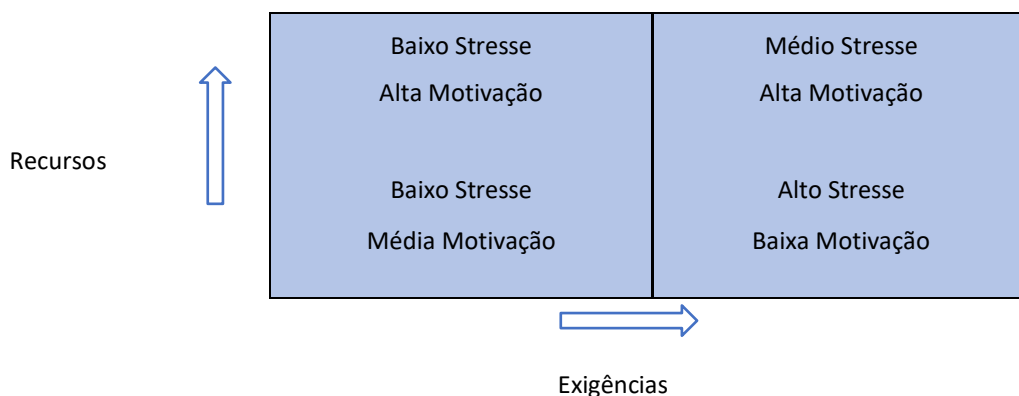 Baixo Stresse
Alta Motivação
Médio Stresse
Alta Motivação
Recursos
Baixo Stresse
Média Motivação
Alto Stresse
Baixa Motivação
Exigências